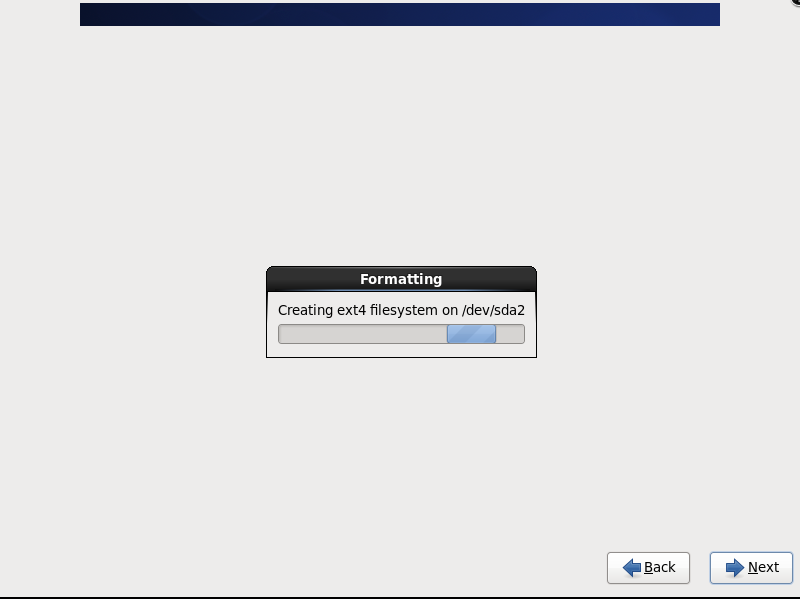 Formatting
Creating ext4 filesystem on /dev/sda2
Back
Next